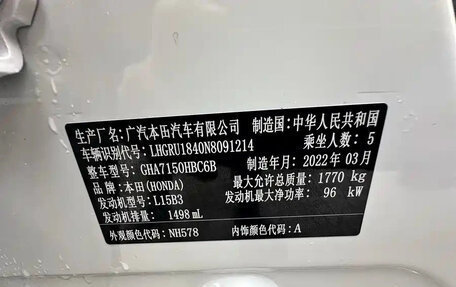 生产厂名：广汽本田汽车有限公司 制造国：中华人民共和国
车辆识别代号：LHGRU1840N8091214 乘坐人数：5
整车型号：GHA7150HBC6B 制造年月：2022年03月
品牌：本田(HONDA) 最大允许总质量：1770 kg
发动机型号：L15B3 发动机最大净功率：96 kW
发动机排量：1498 mL
外观颜色代码：NH578 内饰颜色代码：A